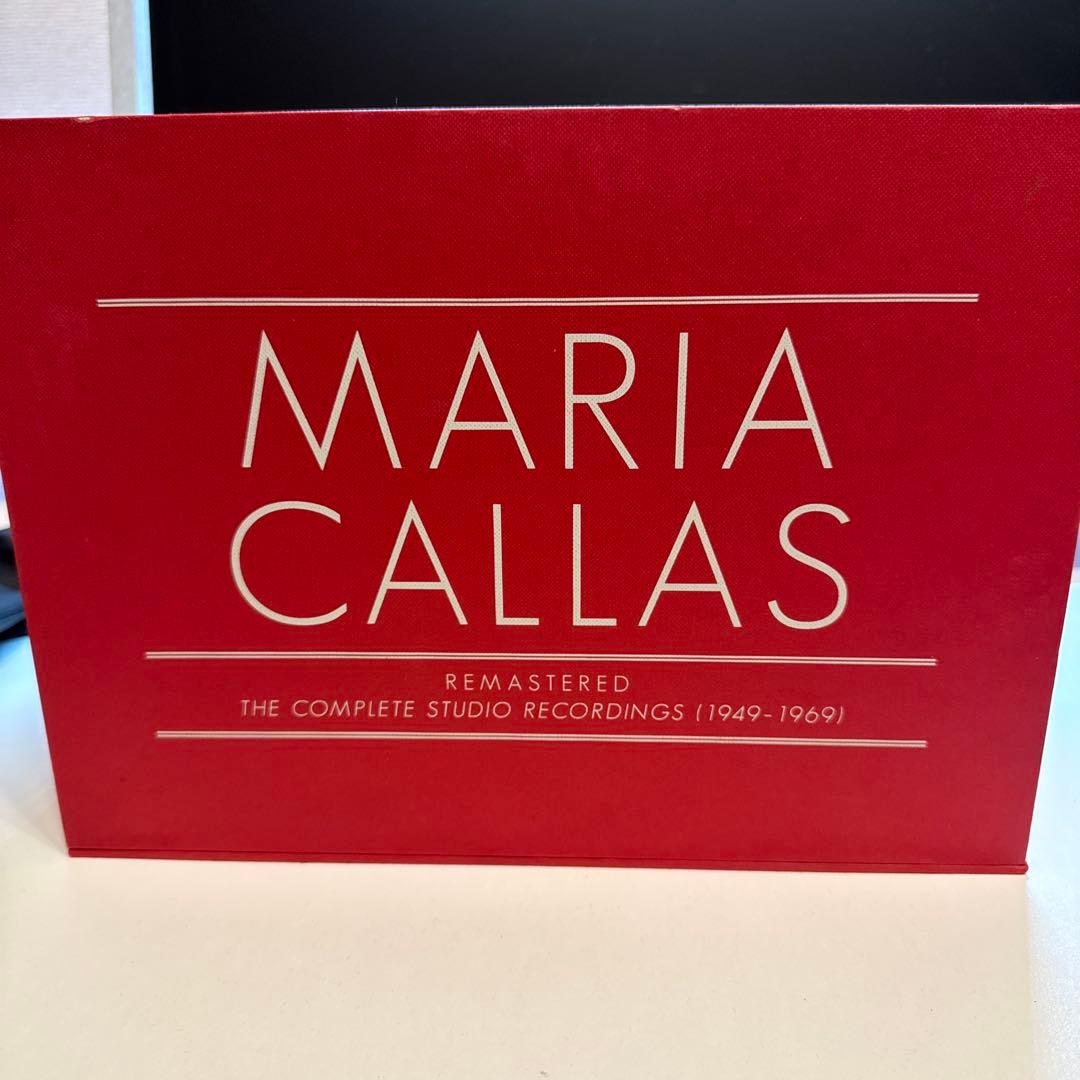 MARIA
CALLAS
REMASTERED
THE COMPLETE STUDIO RECORDINGS (1949-1969)